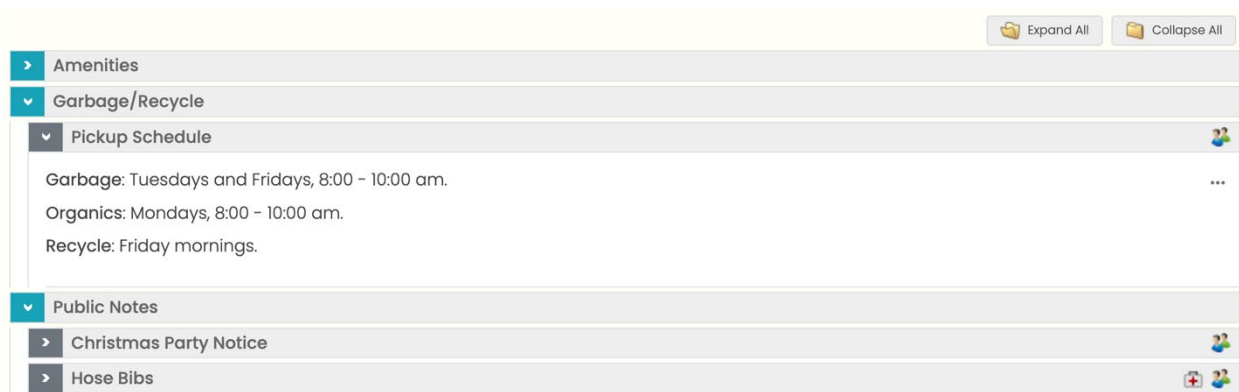 Expand All
Collapse All
Amenities
Garbage/Recycle
Pickup Schedule
Garbage: Tuesdays and Fridays, 8:00 - 10:00 am.
Organics: Mondays, 8:00 - 10:00 am.
Recycle: Friday mornings.
Public Notes
Christmas Party Notice
Hose Bibs